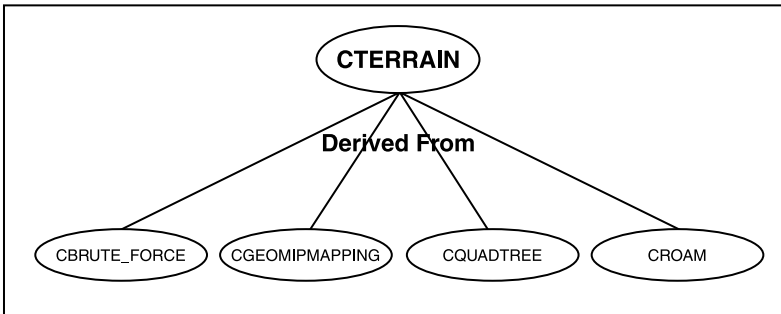 CTERRAIN
Derived From
CBRUTE_FORCE
CGEOMIPMAPPING
CQUADTREE
CROAM